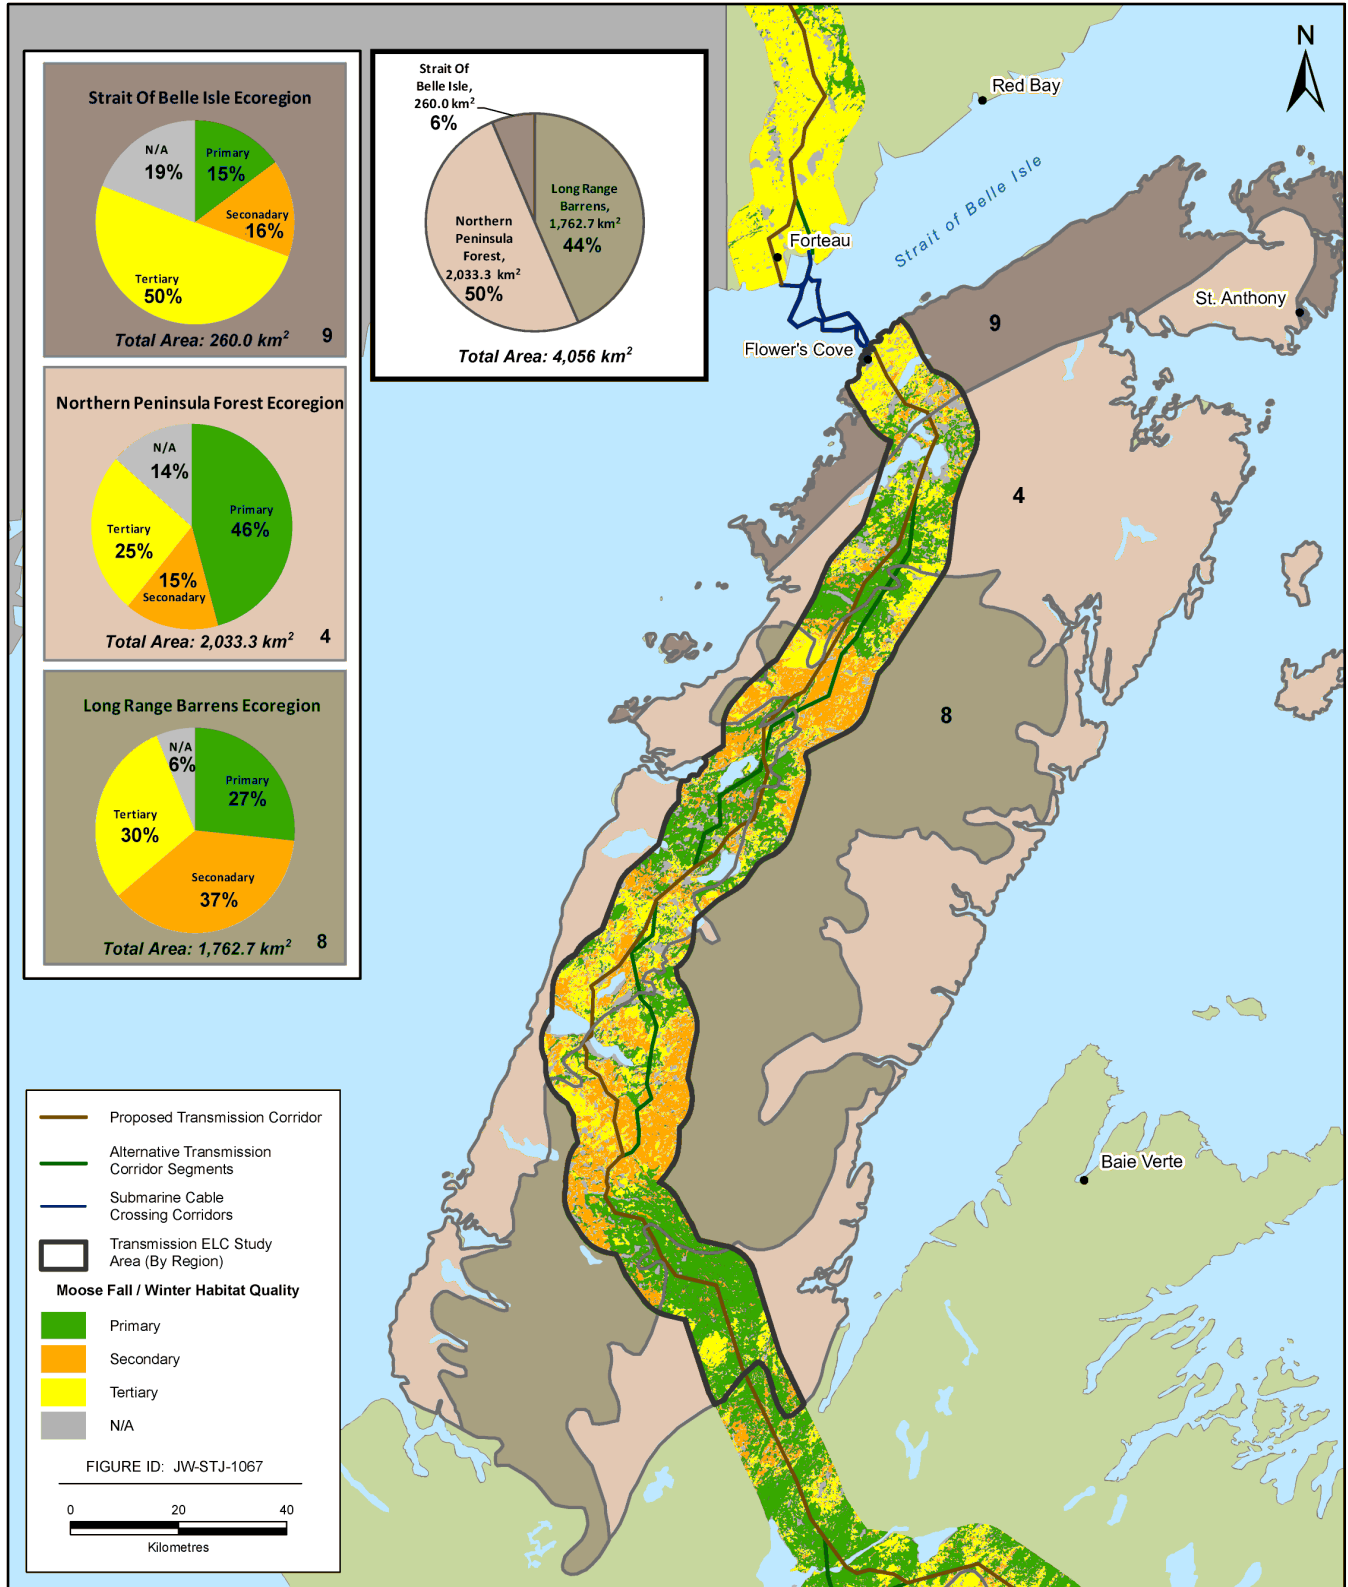 Strait Of Belle Isle Ecoregion
N/A
19%
Primary
15%
Seconadary
16%
Tertiary
50%
Total Area: 260.0 km²
9
Northern Peninsula Forest Ecoregion
N/A
14%
Primary
46%
Tertiary
25%
15%
Seconadary
Total Area: 2,033.3 km²
4
Long Range Barrens Ecoregion
N/A
6%
Primary
27%
Tertiary
30%
Seconadary
37%
Total Area: 1,762.7 km²
8
Strait Of
Belle Isle,
260.0 km²
6%
Long Range
Barrens,
1,762.7 km²
44%
Northern
Peninsula
Forest,
2,033.3 km²
50%
Total Area: 4,056 km²
N
Red Bay
Strait of Belle Isle
Forteau
St. Anthony
Flower's Cove
9
4
8
Baie Verte
Proposed Transmission Corridor
Alternative Transmission
Corridor Segments
Submarine Cable
Crossing Corridors
Transmission ELC Study
Area (By Region)
Moose Fall / Winter Habitat Quality
Primary
Secondary
Tertiary
N/A
FIGURE ID: JW-STJ-1067
0 20 40
Kilometres